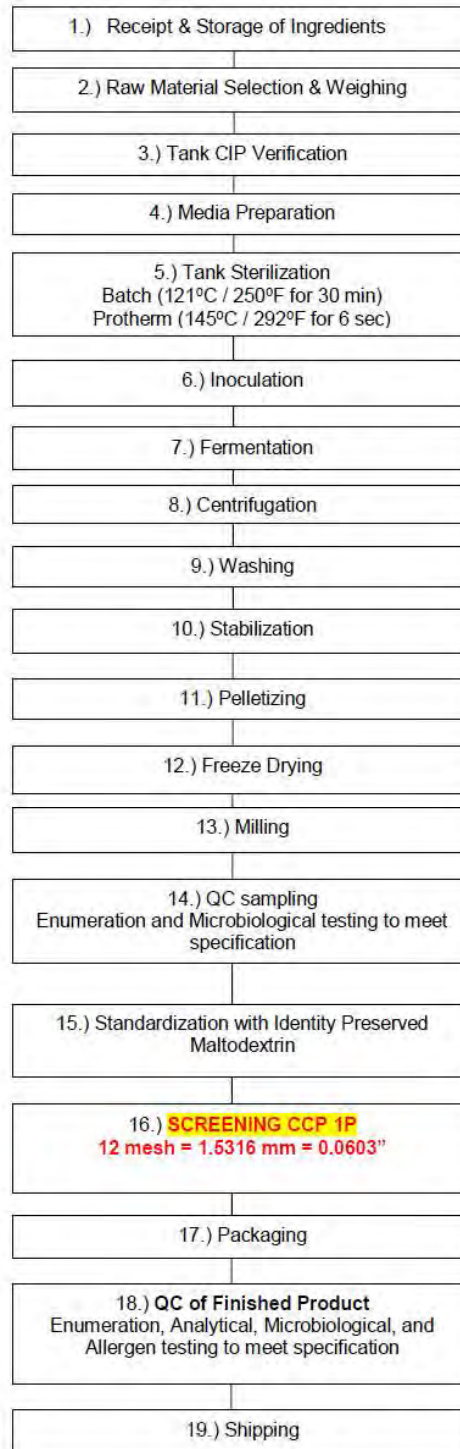 1.) Receipt & Storage of Ingredients
2.) Raw Material Selection & Weighing
3.) Tank CIP Verification
4.) Media Preparation
5.) Tank Sterilization
Batch (121ºC / 250ºF for 30 min)
Protherm (145ºC / 292ºF for 6 sec)
6.) Inoculation
7.) Fermentation
8.) Centrifugation
9.) Washing
10.) Stabilization
11.) Pelletizing
12.) Freeze Drying
13.) Milling
14.) QC sampling
Enumeration and Microbiological testing to meet
specification
15.) Standardization with Identity Preserved
Maltodextrin
16.) SCREENING CCP 1P
12 mesh = 1.5316 mm = 0.0603”
17.) Packaging
18.) QC of Finished Product
Enumeration, Analytical, Microbiological, and
Allergen testing to meet specification
19.) Shipping